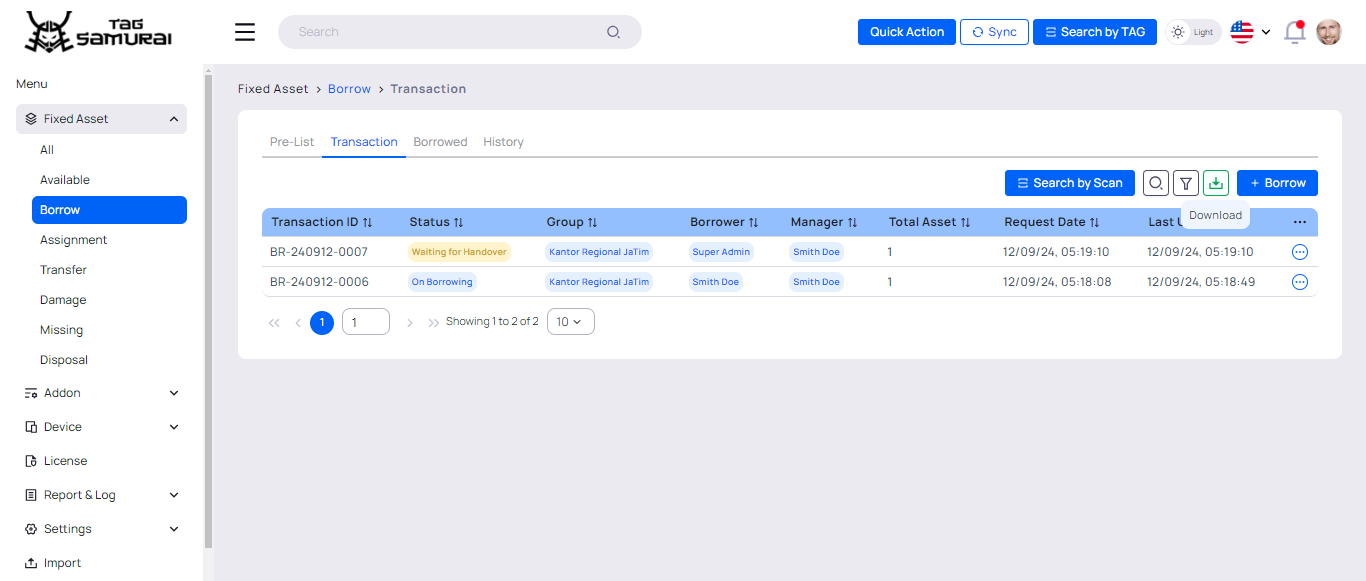 TAG
SAMURAI
Search
Quick Action
Sync
Search by TAG
Light
Menu
Fixed Asset
All
Available
Borrow
Assignment
Transfer
Damage
Missing
Disposal
Addon
Device
License
Report & Log
Settings
Import
Fixed Asset > Borrow > Transaction
Pre-List Transaction Borrowed History
Search by Scan
+ Borrow
Download
Transaction ID Status Group Borrower Manager Total Asset Request Date Last U
BR-240912-0007 Waiting for Handover Kantor Regional JaTim Super Admin Smith Doe 1 12/09/24, 05:19:10 12/09/24, 05:19:10
BR-240912-0006 On Borrowing Kantor Regional JaTim Smith Doe Smith Doe 1 12/09/24, 05:18:08 12/09/24, 05:18:49
1 1 Showing 1 to 2 of 2 10